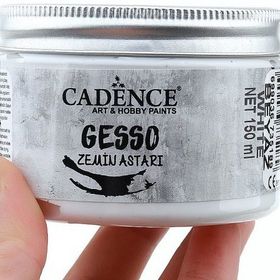 CADENCE
ART & HOBBY PAINTS
GESSO
ZEMİN ASTARI
WHITE
NET 150 ml